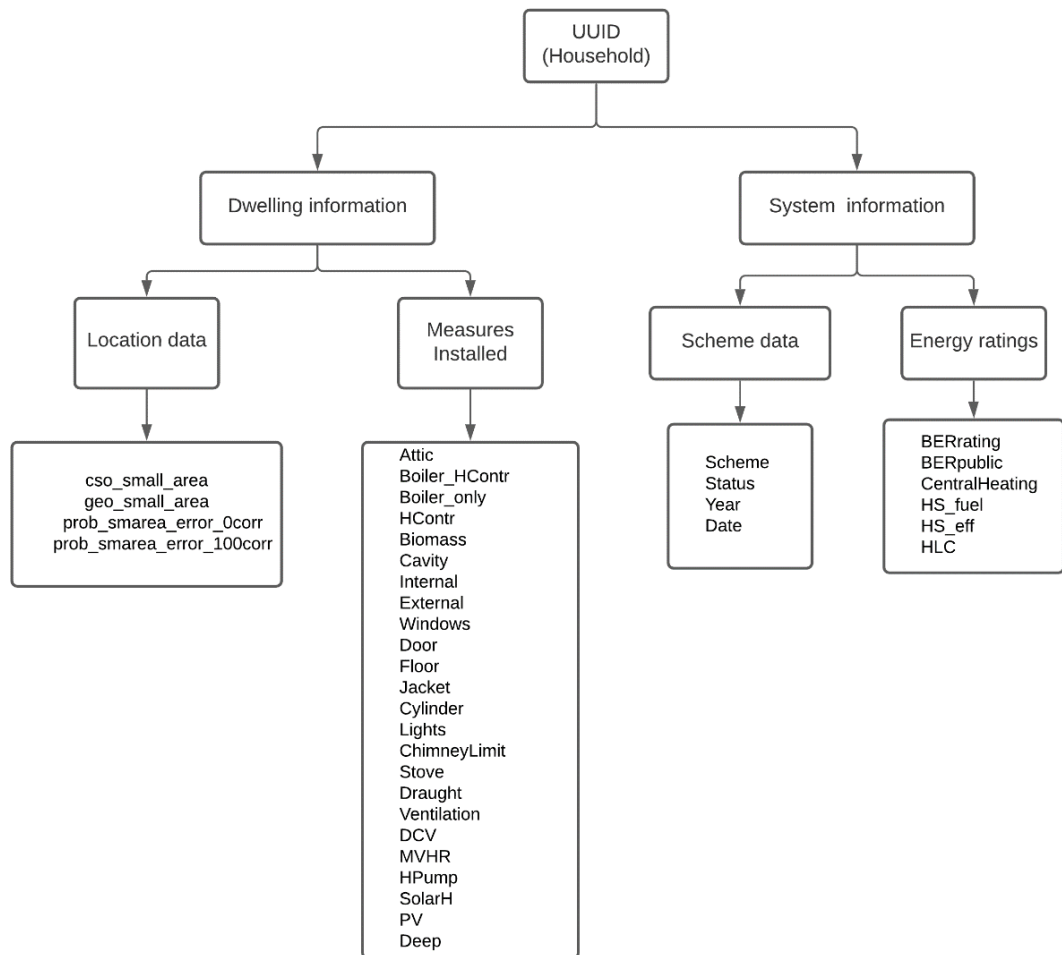 UUID
(Household)
Dwelling information
System information
Location data
Measures
Installed
Scheme data
Energy ratings
cso_small_area
geo_small_area
prob_smarea_error_0corr
prob_smarea_error_100corr
Attic
Boiler_HContr
Boiler_only
HContr
Biomass
Cavity
Internal
External
Windows
Door
Floor
Jacket
Cylinder
Lights
ChimneyLimit
Stove
Draught
Ventilation
DCV
MVHR
HPump
SolarH
PV
Deep
Scheme
Status
Year
Date
BERrating
BERpublic
CentralHeating
HS_fuel
HS_eff
HLC